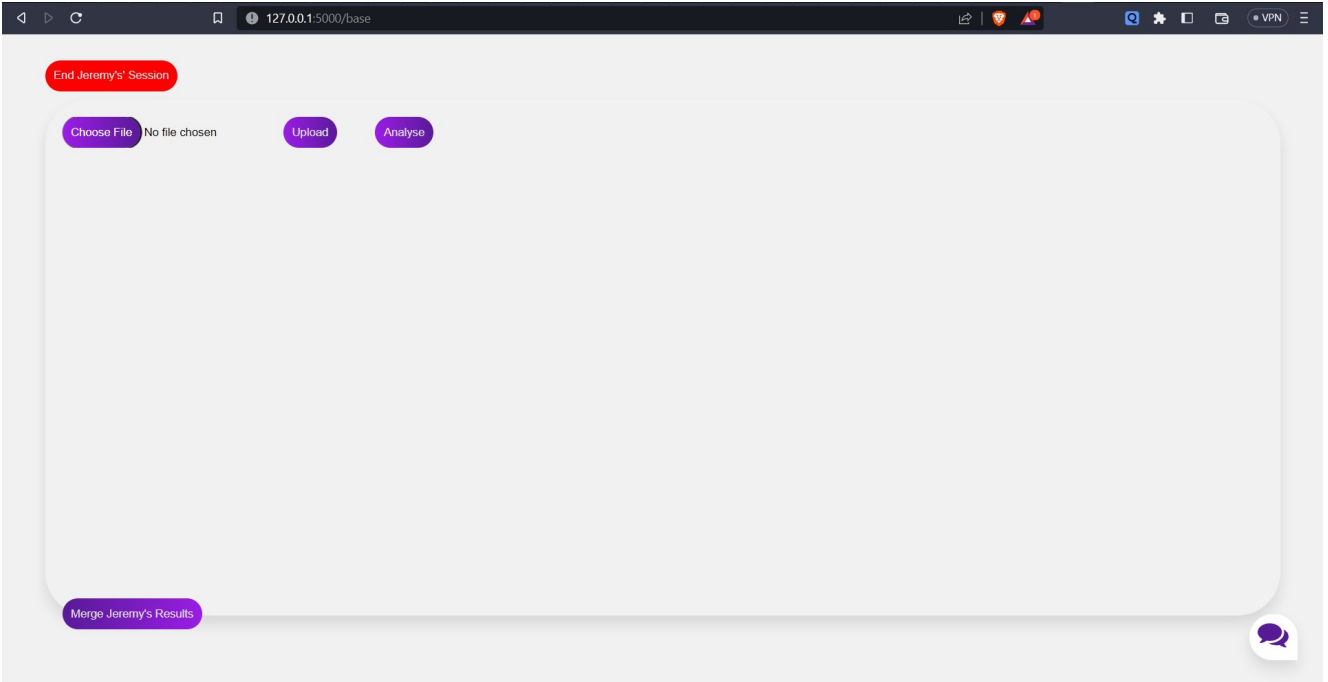 127.0.0.1:5000/base
1
Q
VPN
End Jeremy's' Session
Choose File No file chosen Upload Analyse
Merge Jeremy's Results